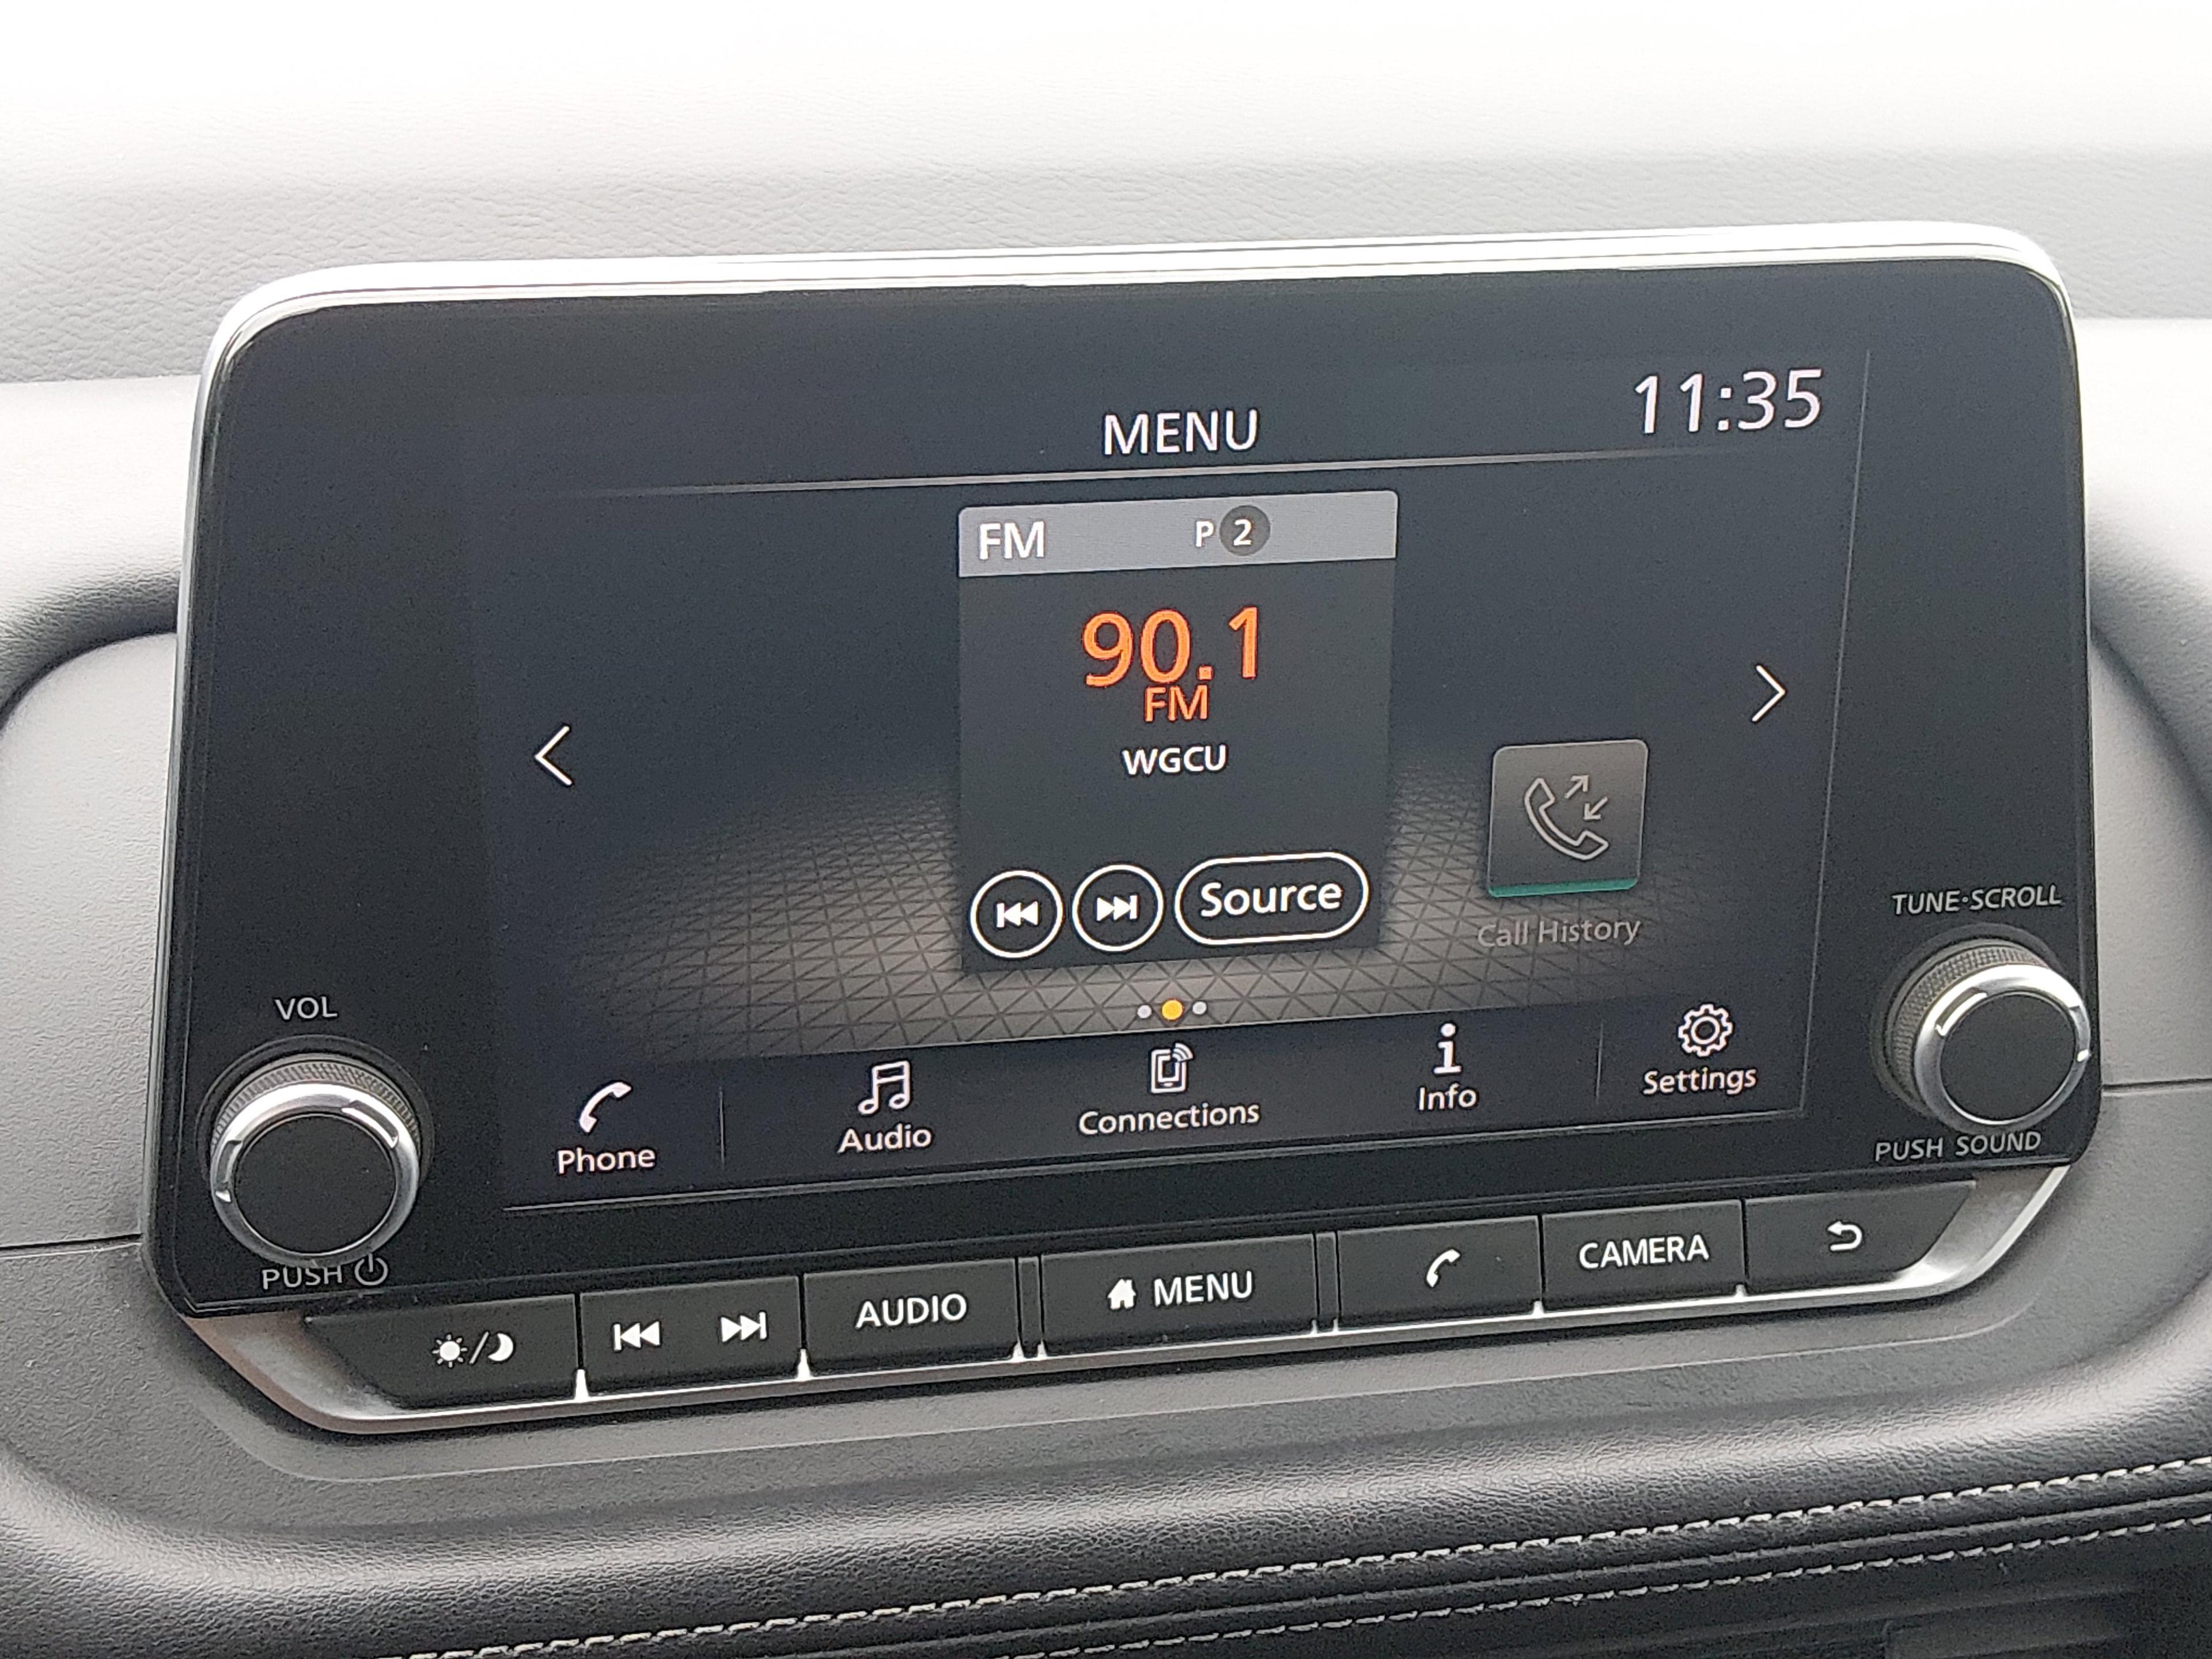 MENU
11:35
FM P 2
90.1
FM
WGCU
Source
Call History
Phone
Audio
Connections
Info
Settings
VOL
PUSH
TUNE·SCROLL
PUSH SOUND
AUDIO
MENU
CAMERA